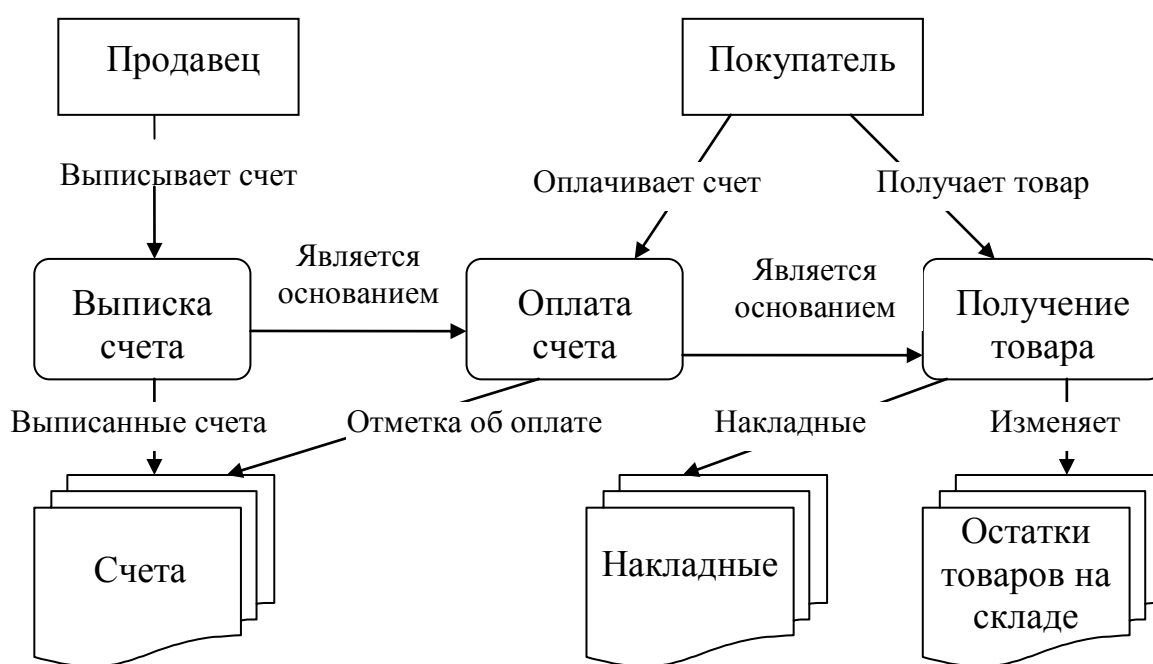 Продавец
Покупатель
Выписывает счет
Оплачивает счет
Получает товар
Является
основанием
Является
основанием
Выписка
счета
Оплата
счета
Получение
товара
Выписанные счета
Отметка об оплате
Накладные
Изменяет
Счета
Накладные
Остатки
товаров на
складе